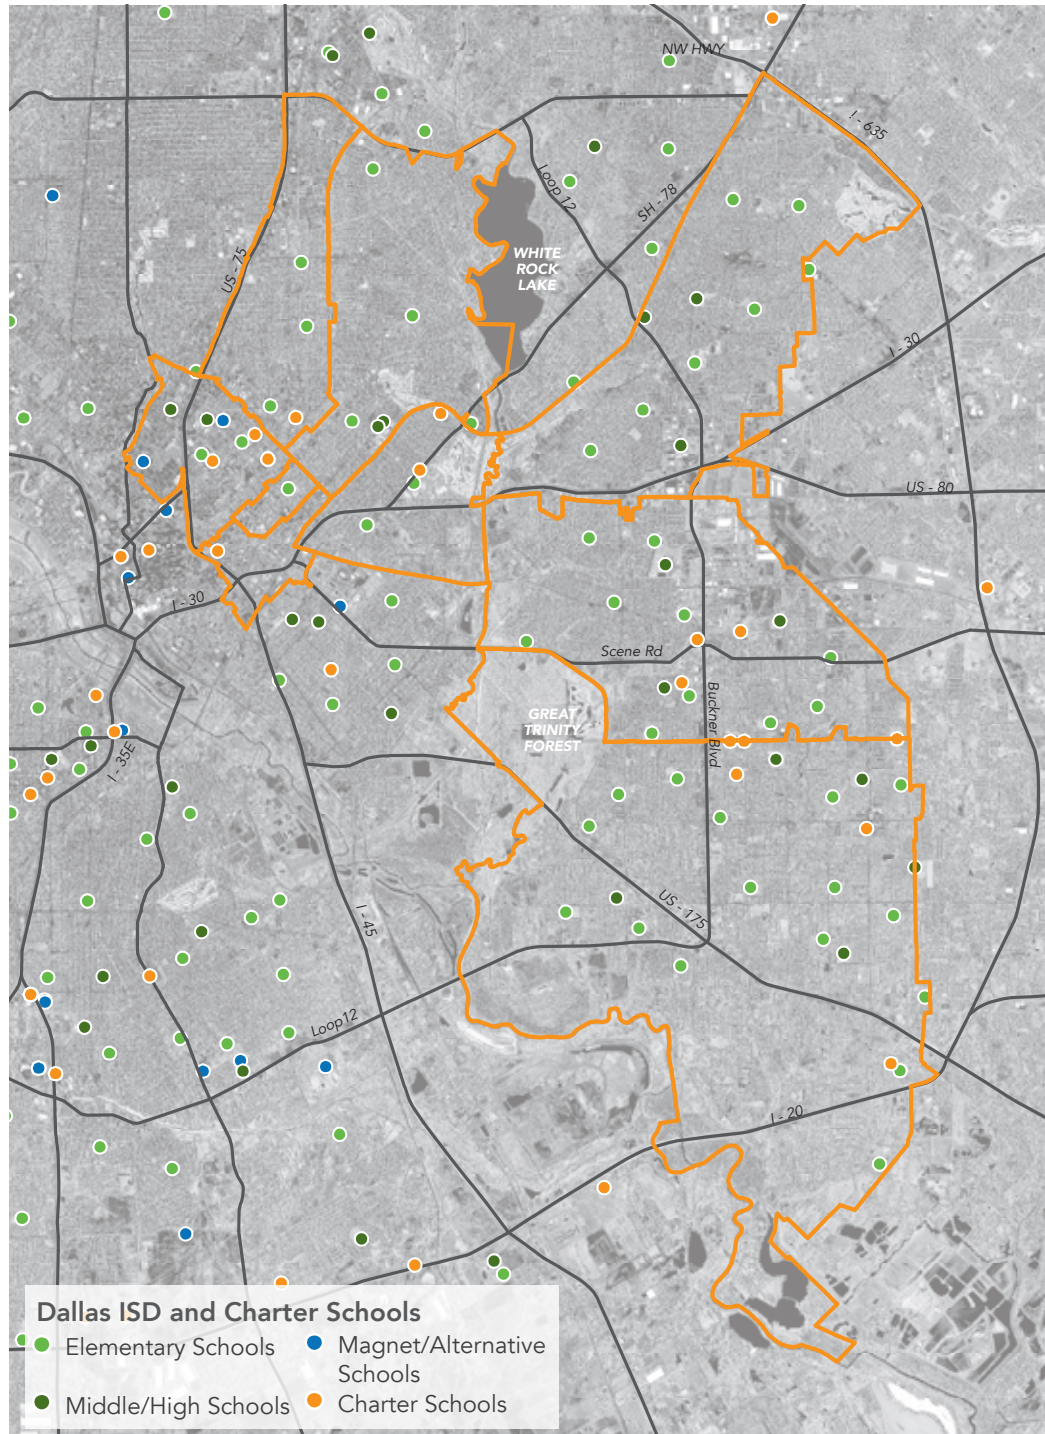 NW HWY
I - 635
Loop 12
SH - 78
US - 75
WHITE
ROCK
LAKE
I - 30
US - 80
I - 30
Scene Rd
Buckner Blvd
GREAT
TRINITY
FOREST
I - 35E
US - 175
I - 45
Loop12
I - 20
Dallas ISD and Charter Schools
Elementary Schools
Magnet/Alternative
Schools
Middle/High Schools
Charter Schools